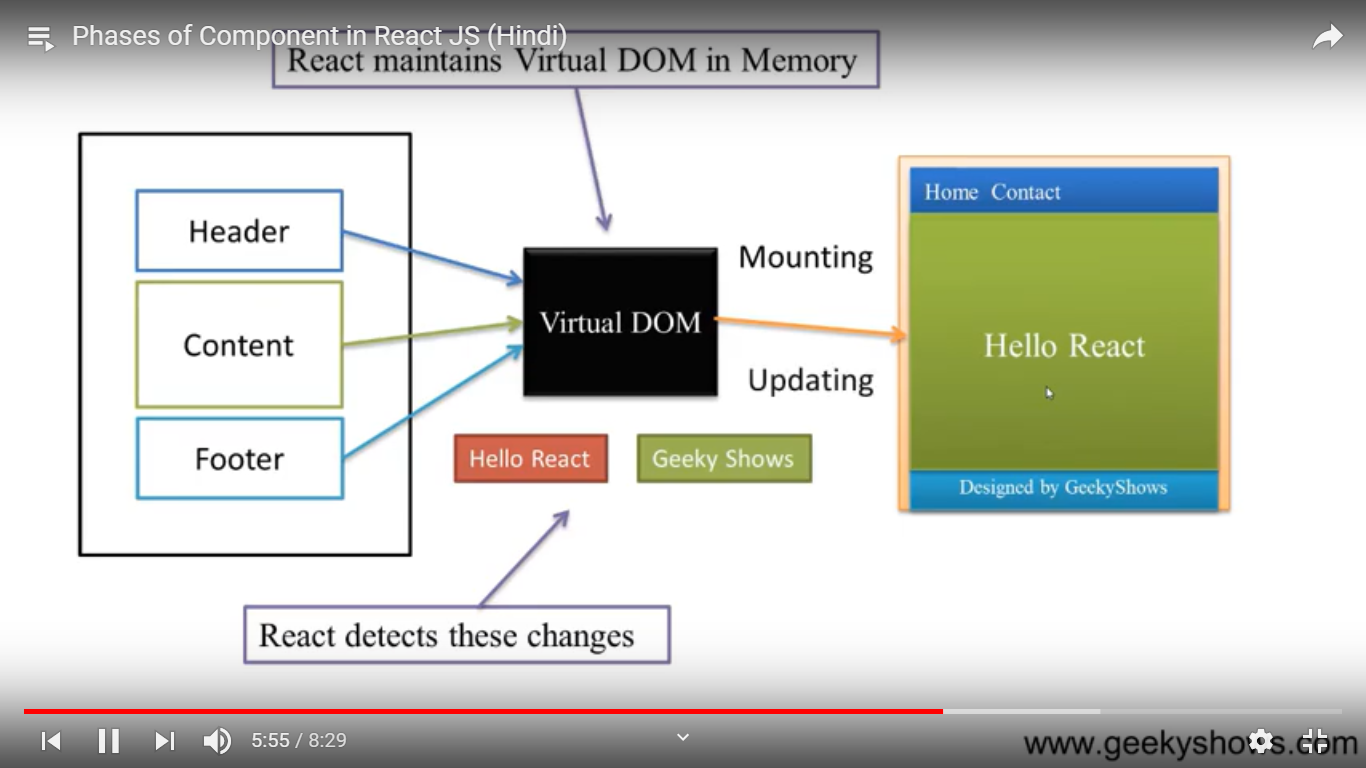 Phases of Component in React JS (Hindi)
React maintains Virtual DOM in Memory
Header
Content
Footer
Virtual DOM
Mounting
Updating
Home Contact
Hello React
Designed by GeekyShows
Hello React
Geeky Shows
React detects these changes
5:55 / 8:29
www.geekyshows.com